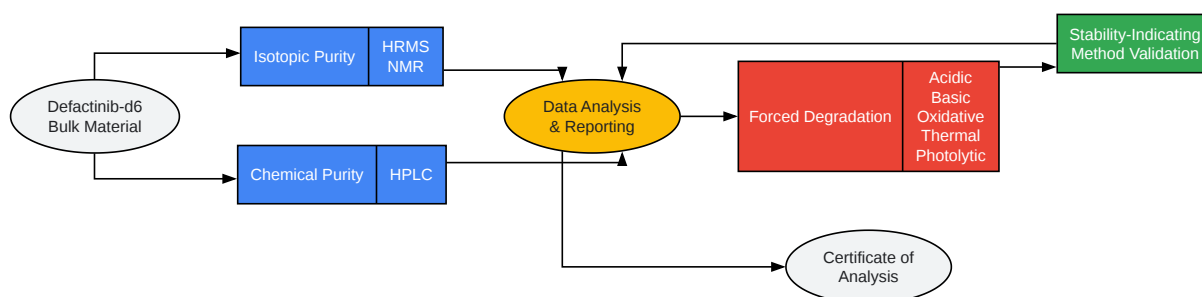 Defactinib-d6
Bulk Material
Isotopic Purity
HRMS
NMR
Chemical Purity
HPLC
Data Analysis
& Reporting
Forced Degradation
Acidic
Basic
Oxidative
Thermal
Photolytic
Stability-Indicating
Method Validation
Certificate of
Analysis